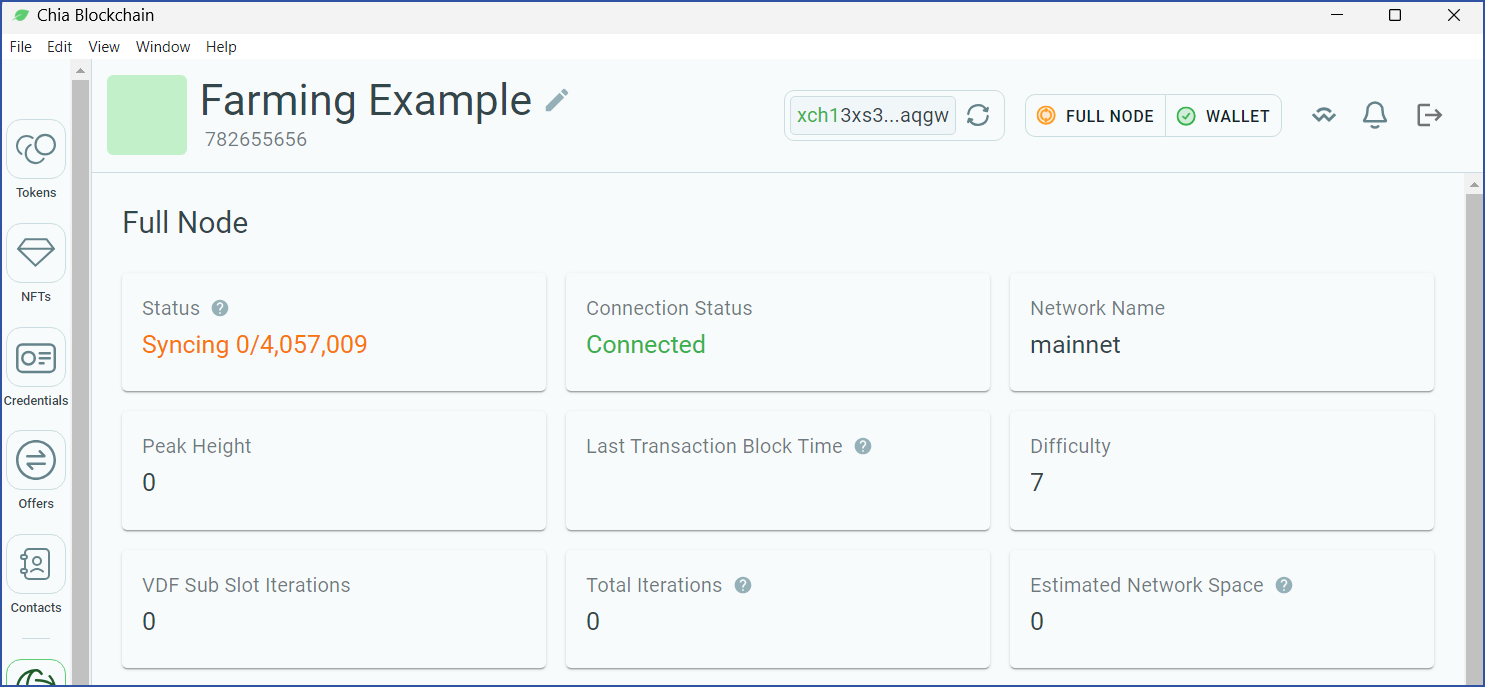 Chia Blockchain
File Edit View Window Help
Farming Example
782655656
xch13xs3...aqgw
FULL NODE
WALLET
Tokens
NFTs
Credentials
Offers
Contacts
Full Node
Status
Syncing 0/4,057,009
Connection Status
Connected
Network Name
mainnet
Peak Height
0
Last Transaction Block Time
Difficulty
7
VDF Sub Slot Iterations
0
Total Iterations
0
Estimated Network Space
0